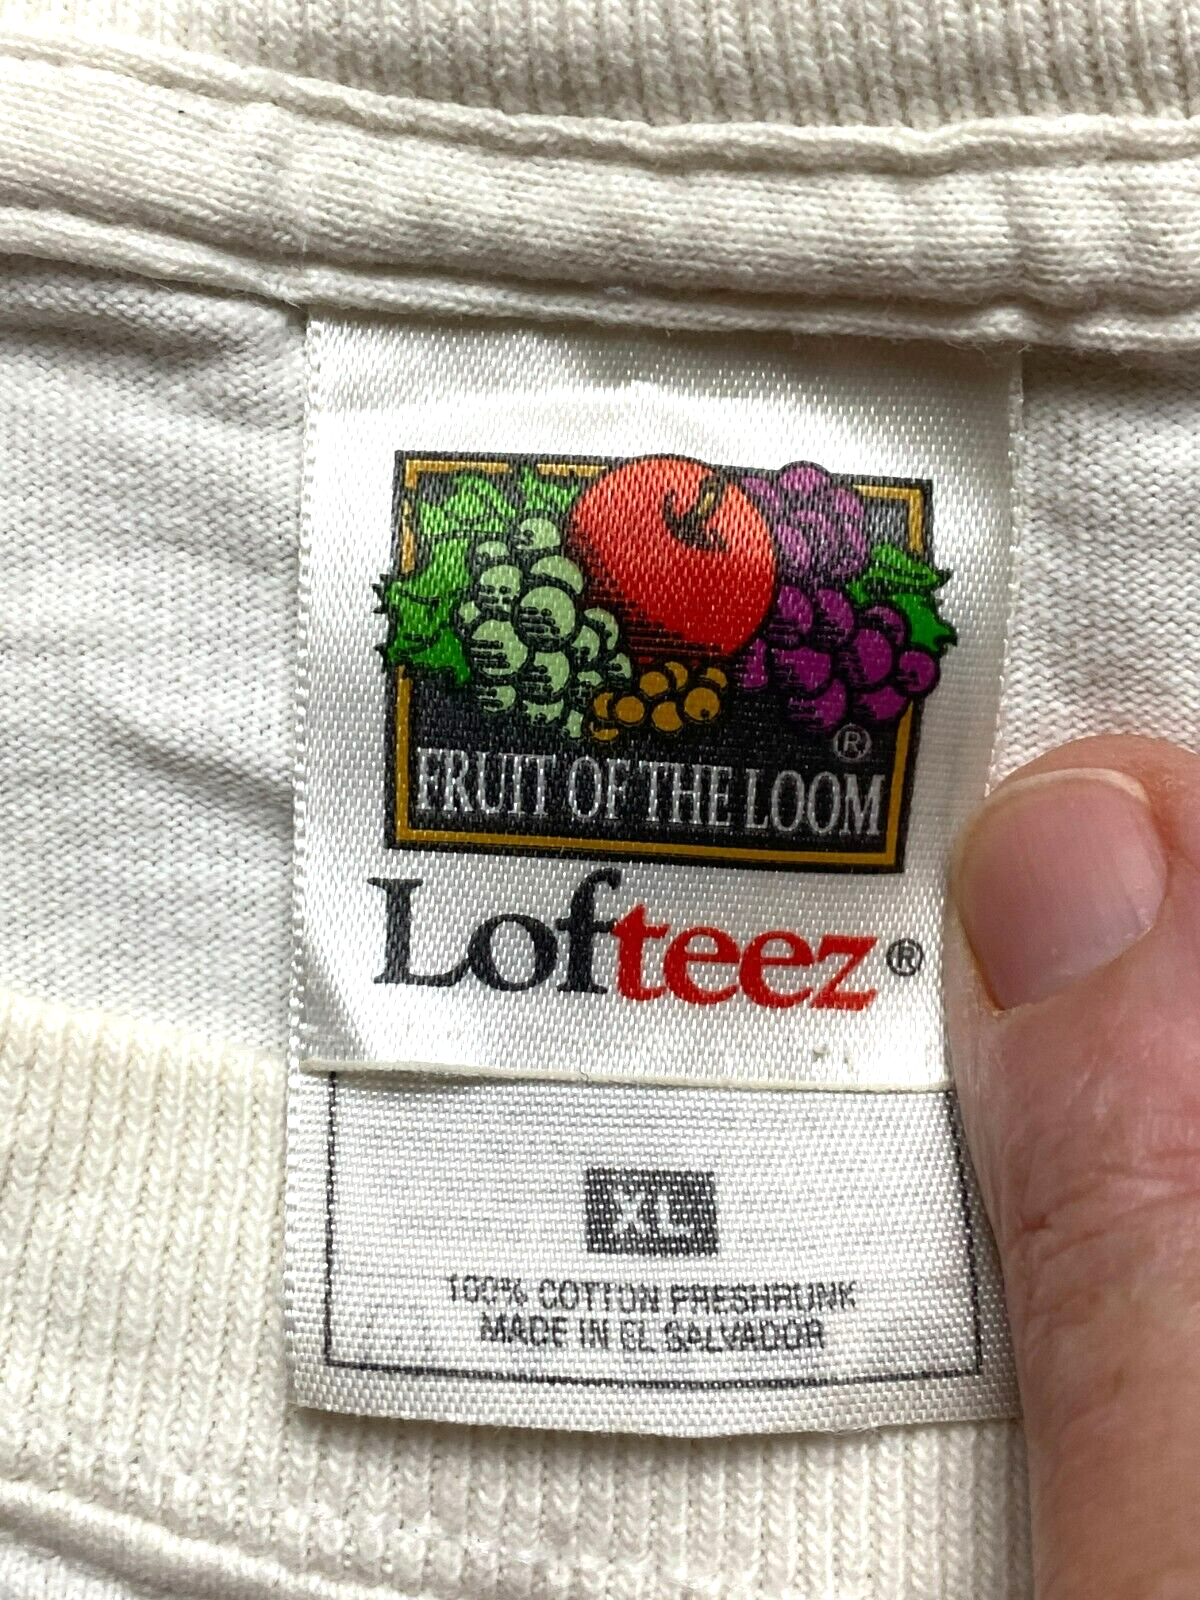 ®
FRUIT OF THE LOOM
Lofteez®
XL
100% COTTON PRESHRUNK
MADE IN EL SALVADOR